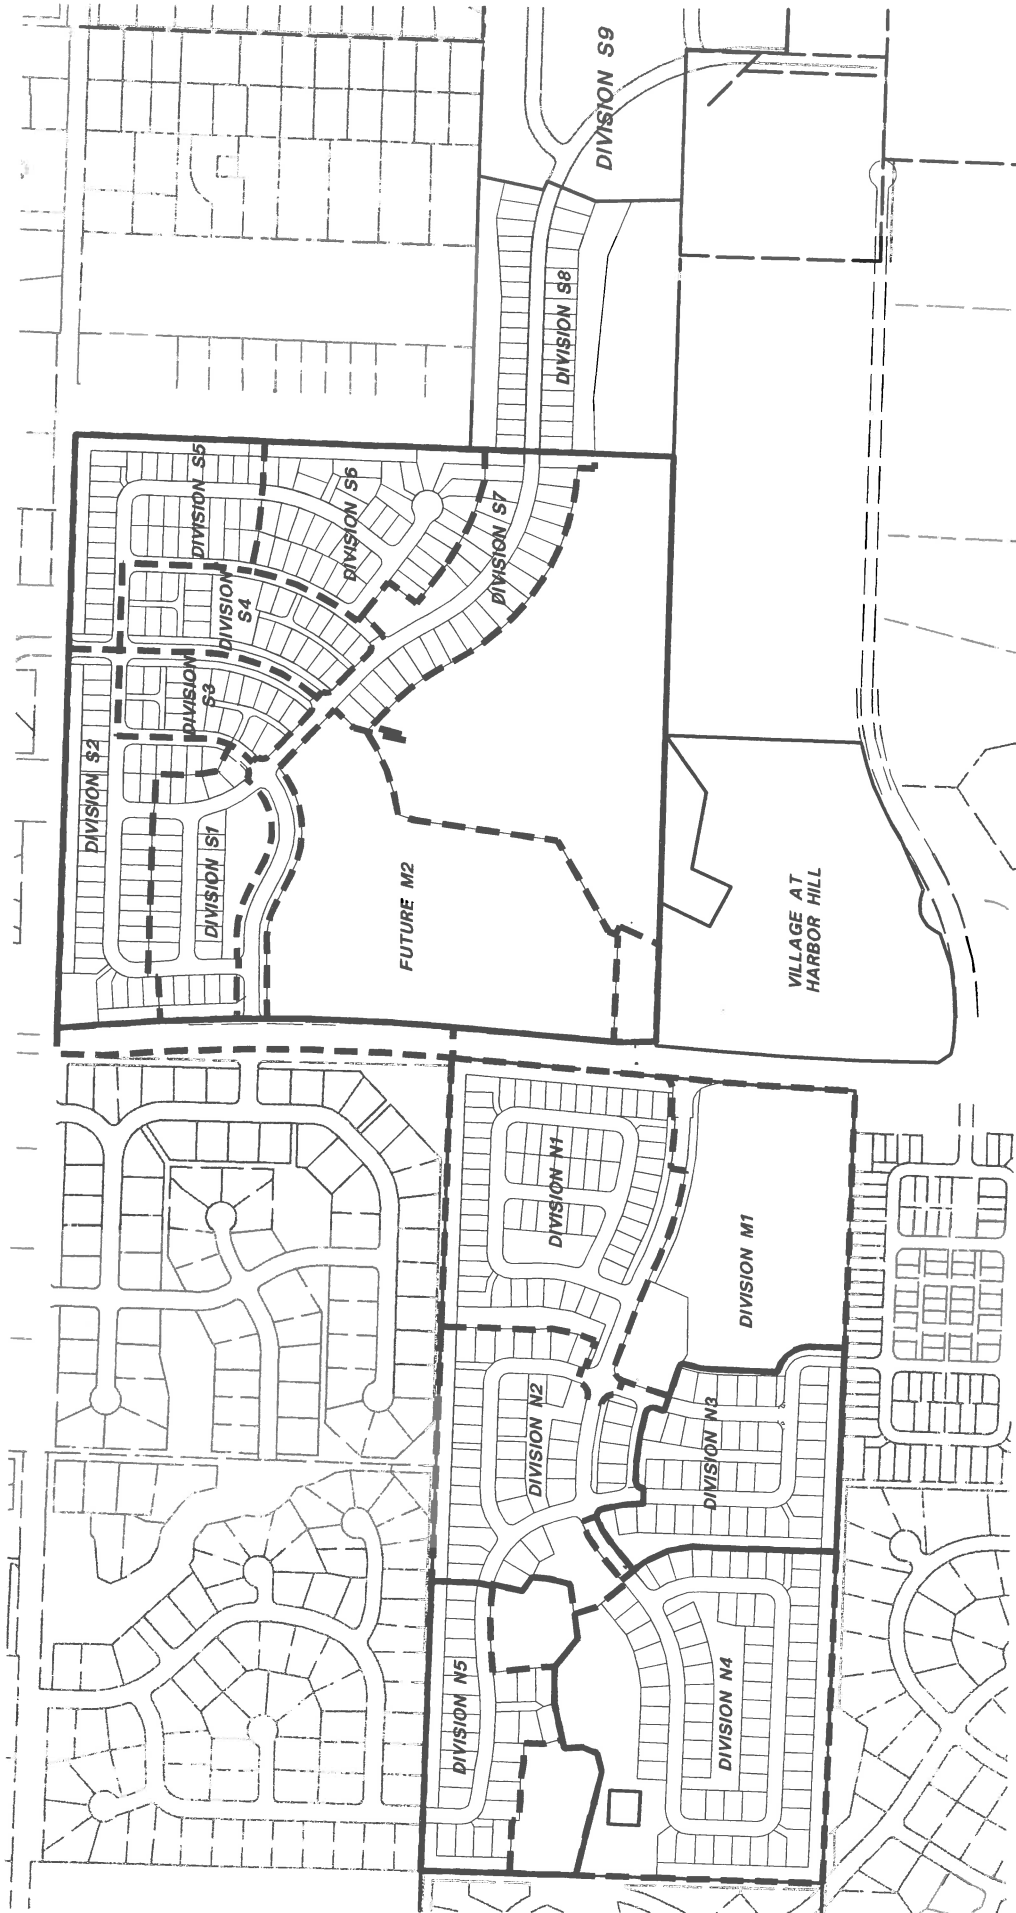 DIVISION S9
DIVISION S8
DIVISION S5
DIVISION S6
DIVISION S7
DIVISION
S4
DIVISION
S3
DIVISION S2
DIVISION S1
FUTURE M2
VILLAGE AT
HARBOR HILL
DIVISION N1
DIVISION M1
DIVISION N2
DIVISION N3
DIVISION N5
DIVISION N4